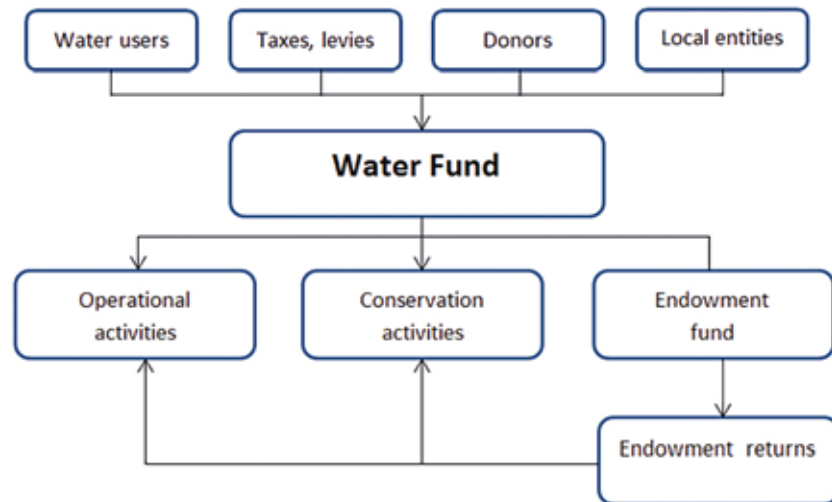 Water users
Taxes, levies
Donors
Local entities
Water Fund
Operational
activities
Conservation
activities
Endowment
fund
Endowment returns